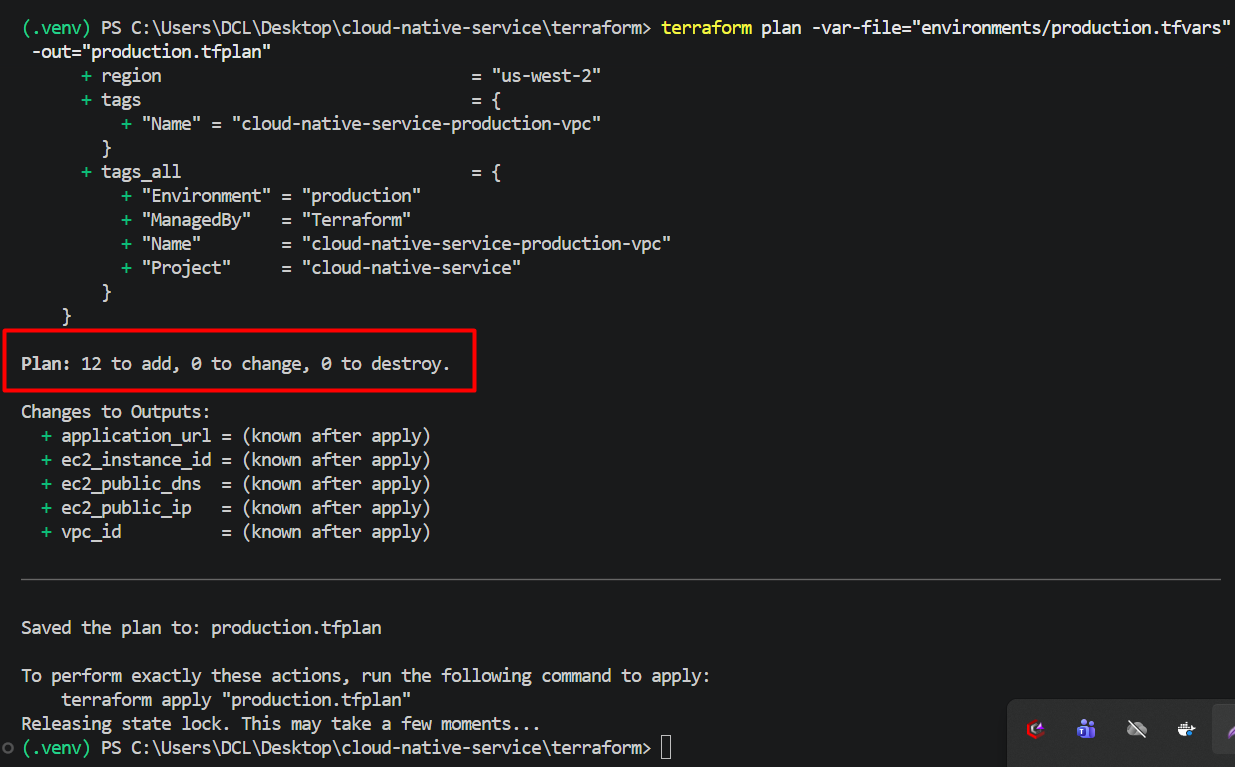 (.venv) PS C:\Users\DCL\Desktop\cloud-native-service\terraform> terraform plan -var-file="environments/production.tfvars"
-out="production.tfplan"
+ region = "us-west-2"
+ tags = {
+ "Name" = "cloud-native-service-production-vpc"
}
+ tags_all = {
+ "Environment" = "production"
+ "ManagedBy" = "Terraform"
+ "Name" = "cloud-native-service-production-vpc"
+ "Project" = "cloud-native-service"
}
}
Plan: 12 to add, 0 to change, 0 to destroy.
Changes to Outputs:
+ application_url = (known after apply)
+ ec2_instance_id = (known after apply)
+ ec2_public_dns = (known after apply)
+ ec2_public_ip = (known after apply)
+ vpc_id = (known after apply)
Saved the plan to: production.tfplan
To perform exactly these actions, run the following command to apply:
terraform apply "production.tfplan"
Releasing state lock. This may take a few moments...
(.venv) PS C:\Users\DCL\Desktop\cloud-native-service\terraform>